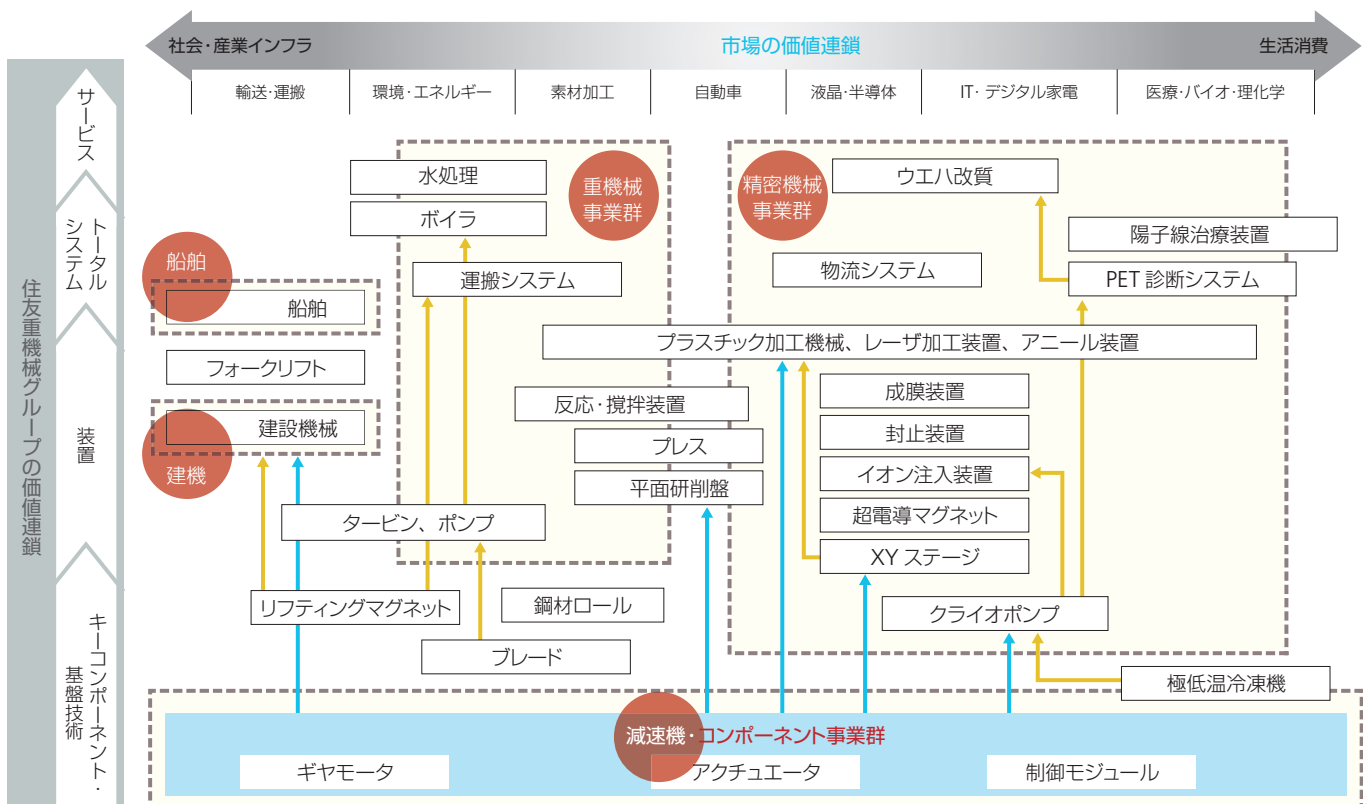 社会・産業インフラ
市場の価値連鎖
生活消費
輸送・運搬
環境・エネルギー
素材加工
自動車
液晶・半導体
IT・デジタル家電
医療・バイオ・理化学
住友重機械グループの価値連鎖
サービス
トータル
システム
装置
キーコンポーネント・
基盤技術
水処理
重機械
事業群
精密機械
事業群
ウエハ改質
ボイラ
陽子線治療装置
船舶
運搬システム
物流システム
PET 診断システム
船舶
プラスチック加工機械、レーザ加工装置、アニール装置
フォークリフト
成膜装置
反応・撹拌装置
建設機械
封止装置
プレス
建機
イオン注入装置
平面研削盤
タービン、ポンプ
超電導マグネット
XY ステージ
リフティングマグネット
鋼材ロール
クライオポンプ
ブレード
極低温冷凍機
減速機・コンポーネント事業群
ギヤモータ
アクチュエータ
制御モジュール